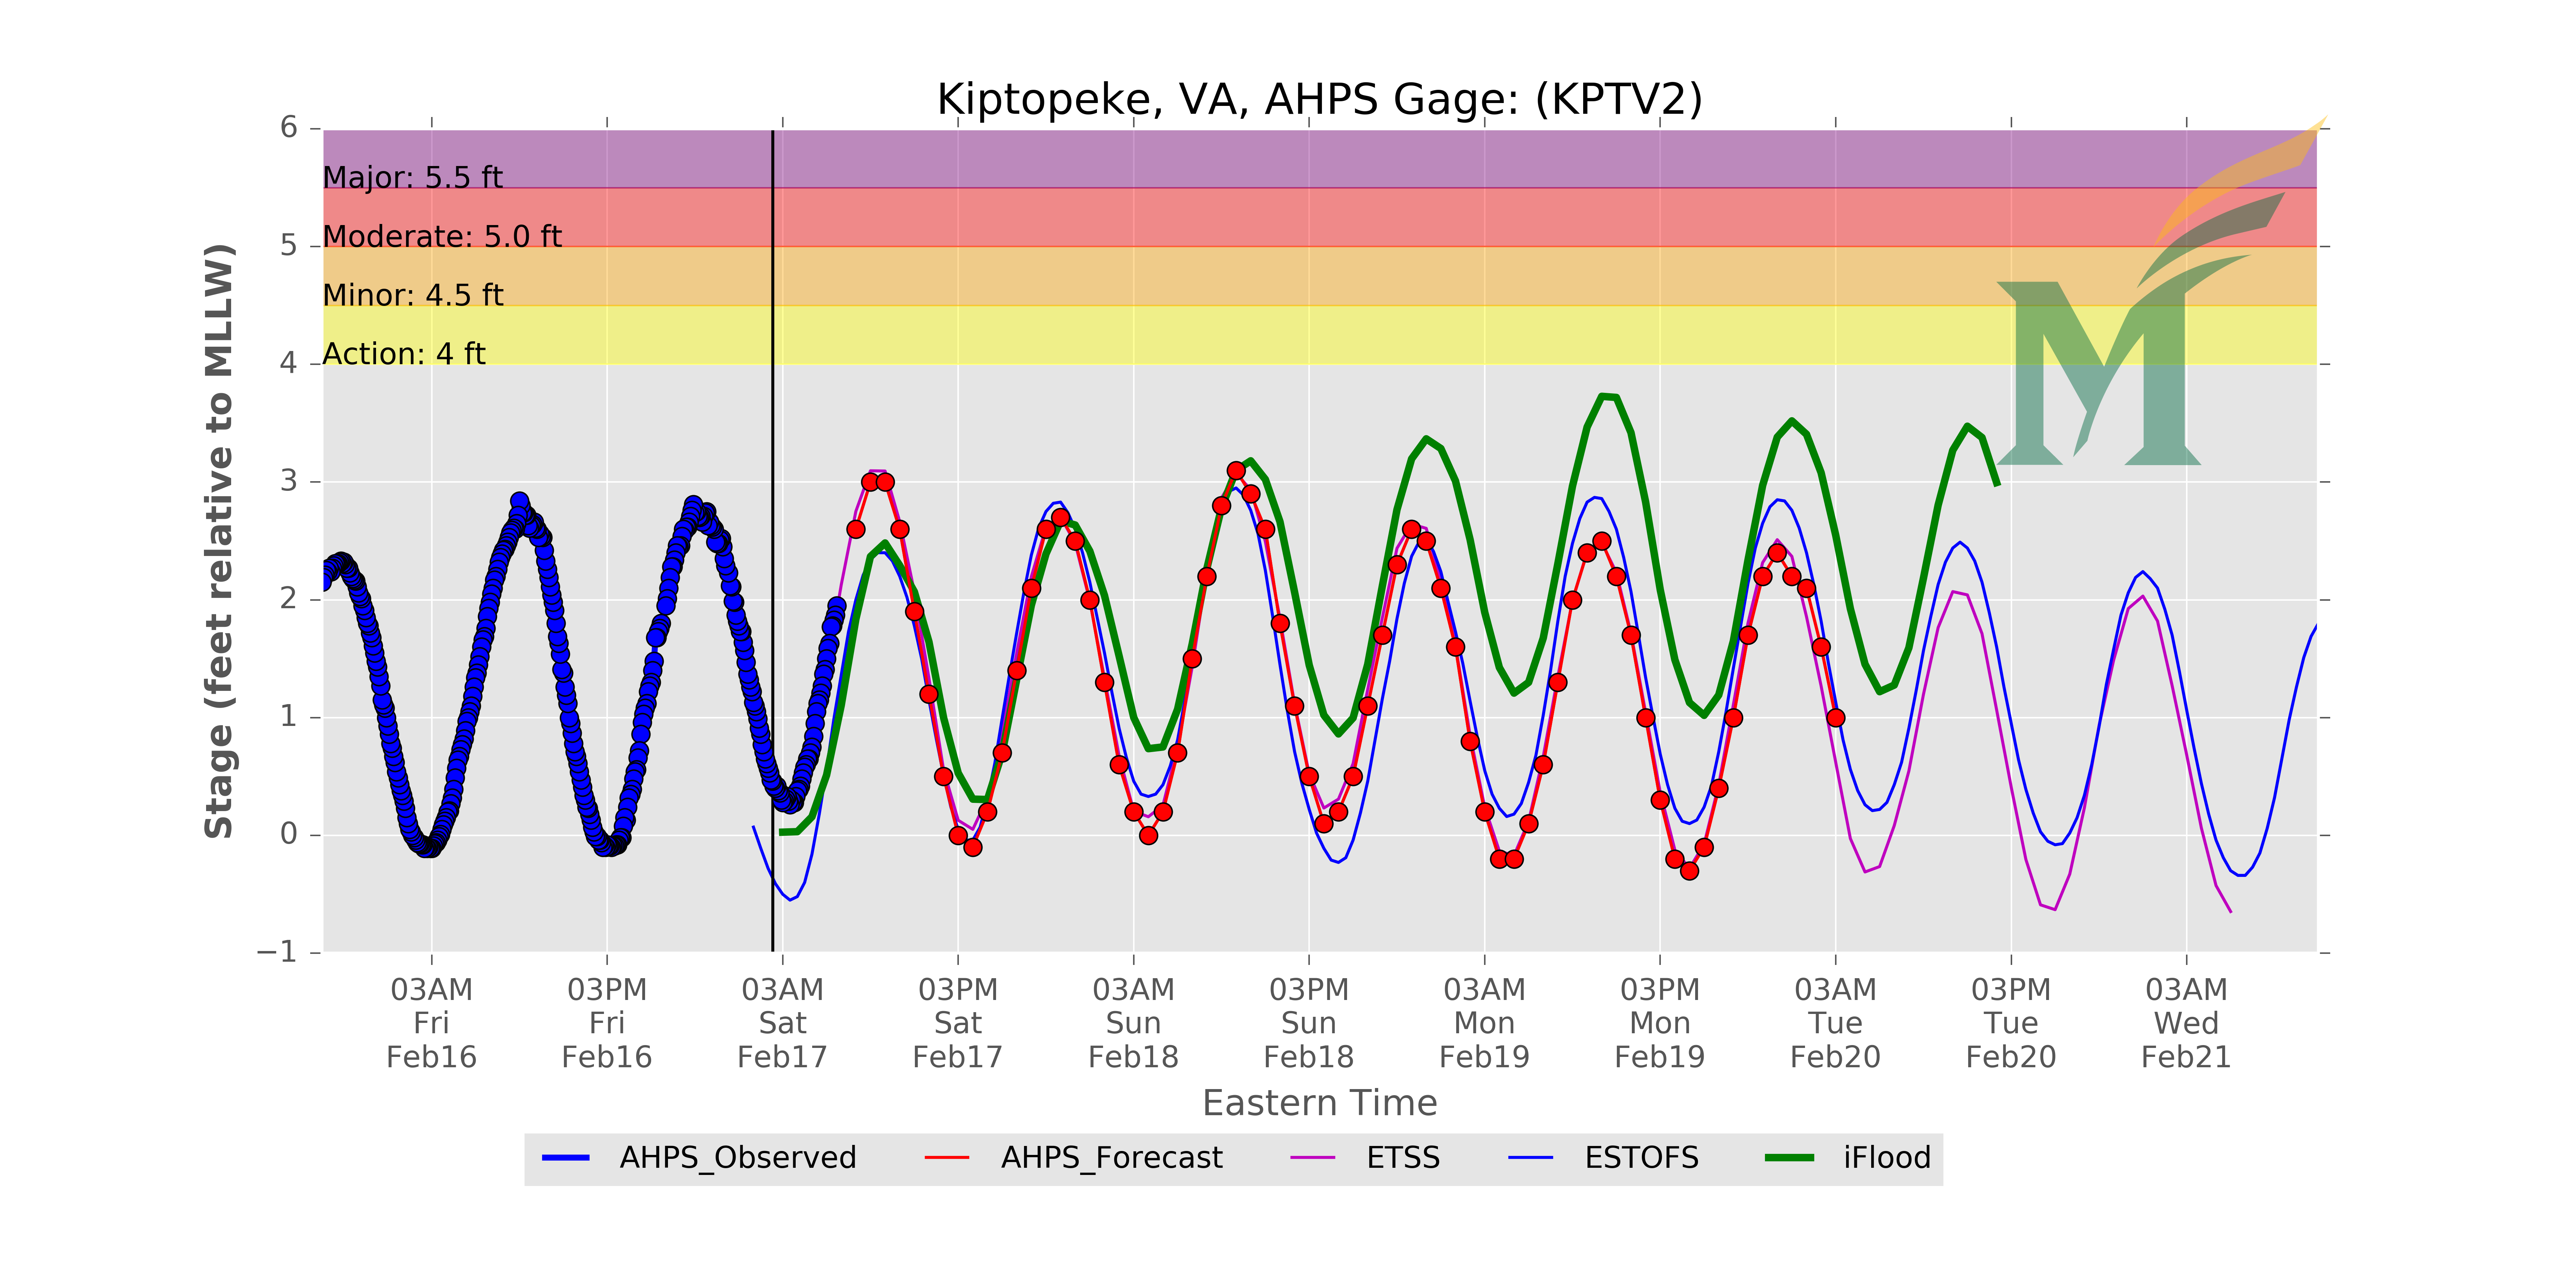 Kiptopeke, VA, AHPS Gage: (KPTV2)
6
5
4
3
2
1
0
−1
Stage (feet relative to MLLW)
Major: 5.5 ft
Moderate: 5.0 ft
Minor: 4.5 ft
Action: 4 ft
M
03AM 03PM 03AM 03PM 03AM 03PM 03AM 03PM 03AM 03PM 03AM
Fri Fri Sat Sat Sun Sun Mon Mon Tue Tue Wed
Feb16 Feb16 Feb17 Feb17 Feb18 Feb18 Feb19 Feb19 Feb20 Feb20 Feb21
Eastern Time
AHPS_Observed AHPS_Forecast ETSS ESTOFS iFlood